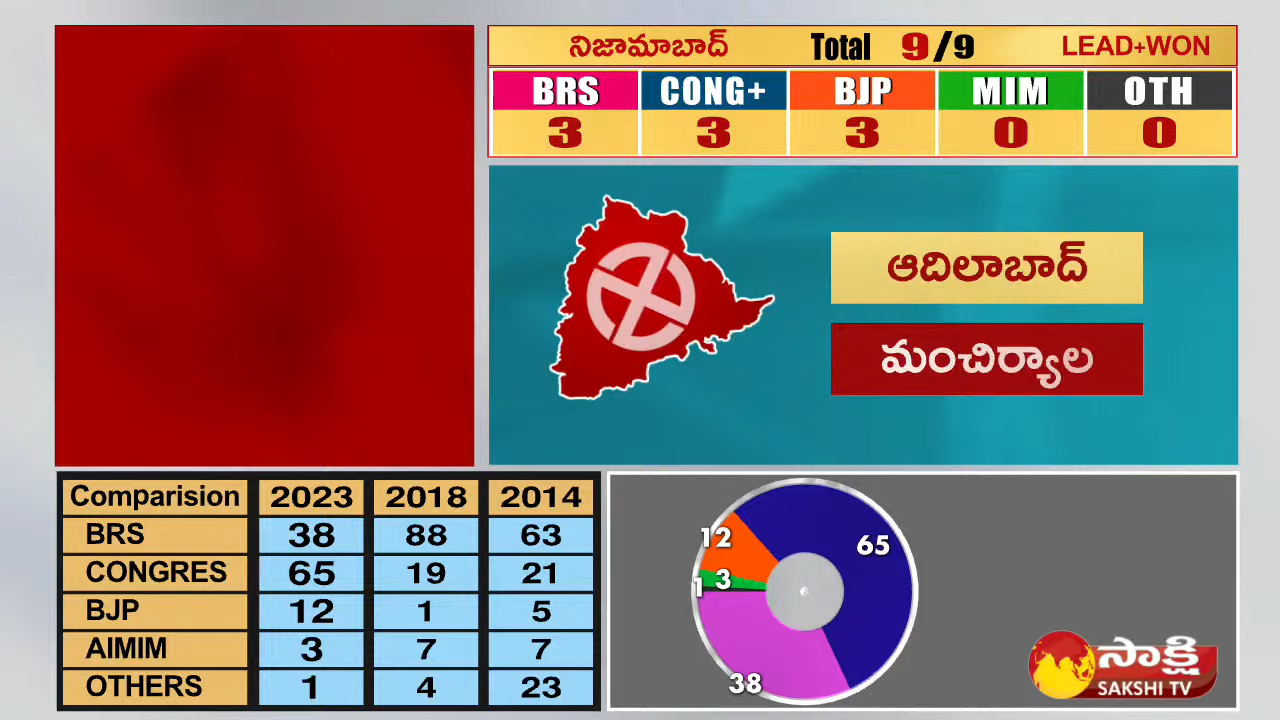 నిజామాబాద్ Total 9/9 LEAD+WON
BRS CONG+ BJP MIM OTH
3 3 3 0 0
ఆదిలాబాద్
మంచిర్యాల
Comparision 2023 2018 2014
BRS 38 88 63
CONGRES 65 19 21
BJP 12 1 5
AIMIM 3 7 7
OTHERS 1 4 23
65
12
3
1
38
సాక్షి
SAKSHI TV